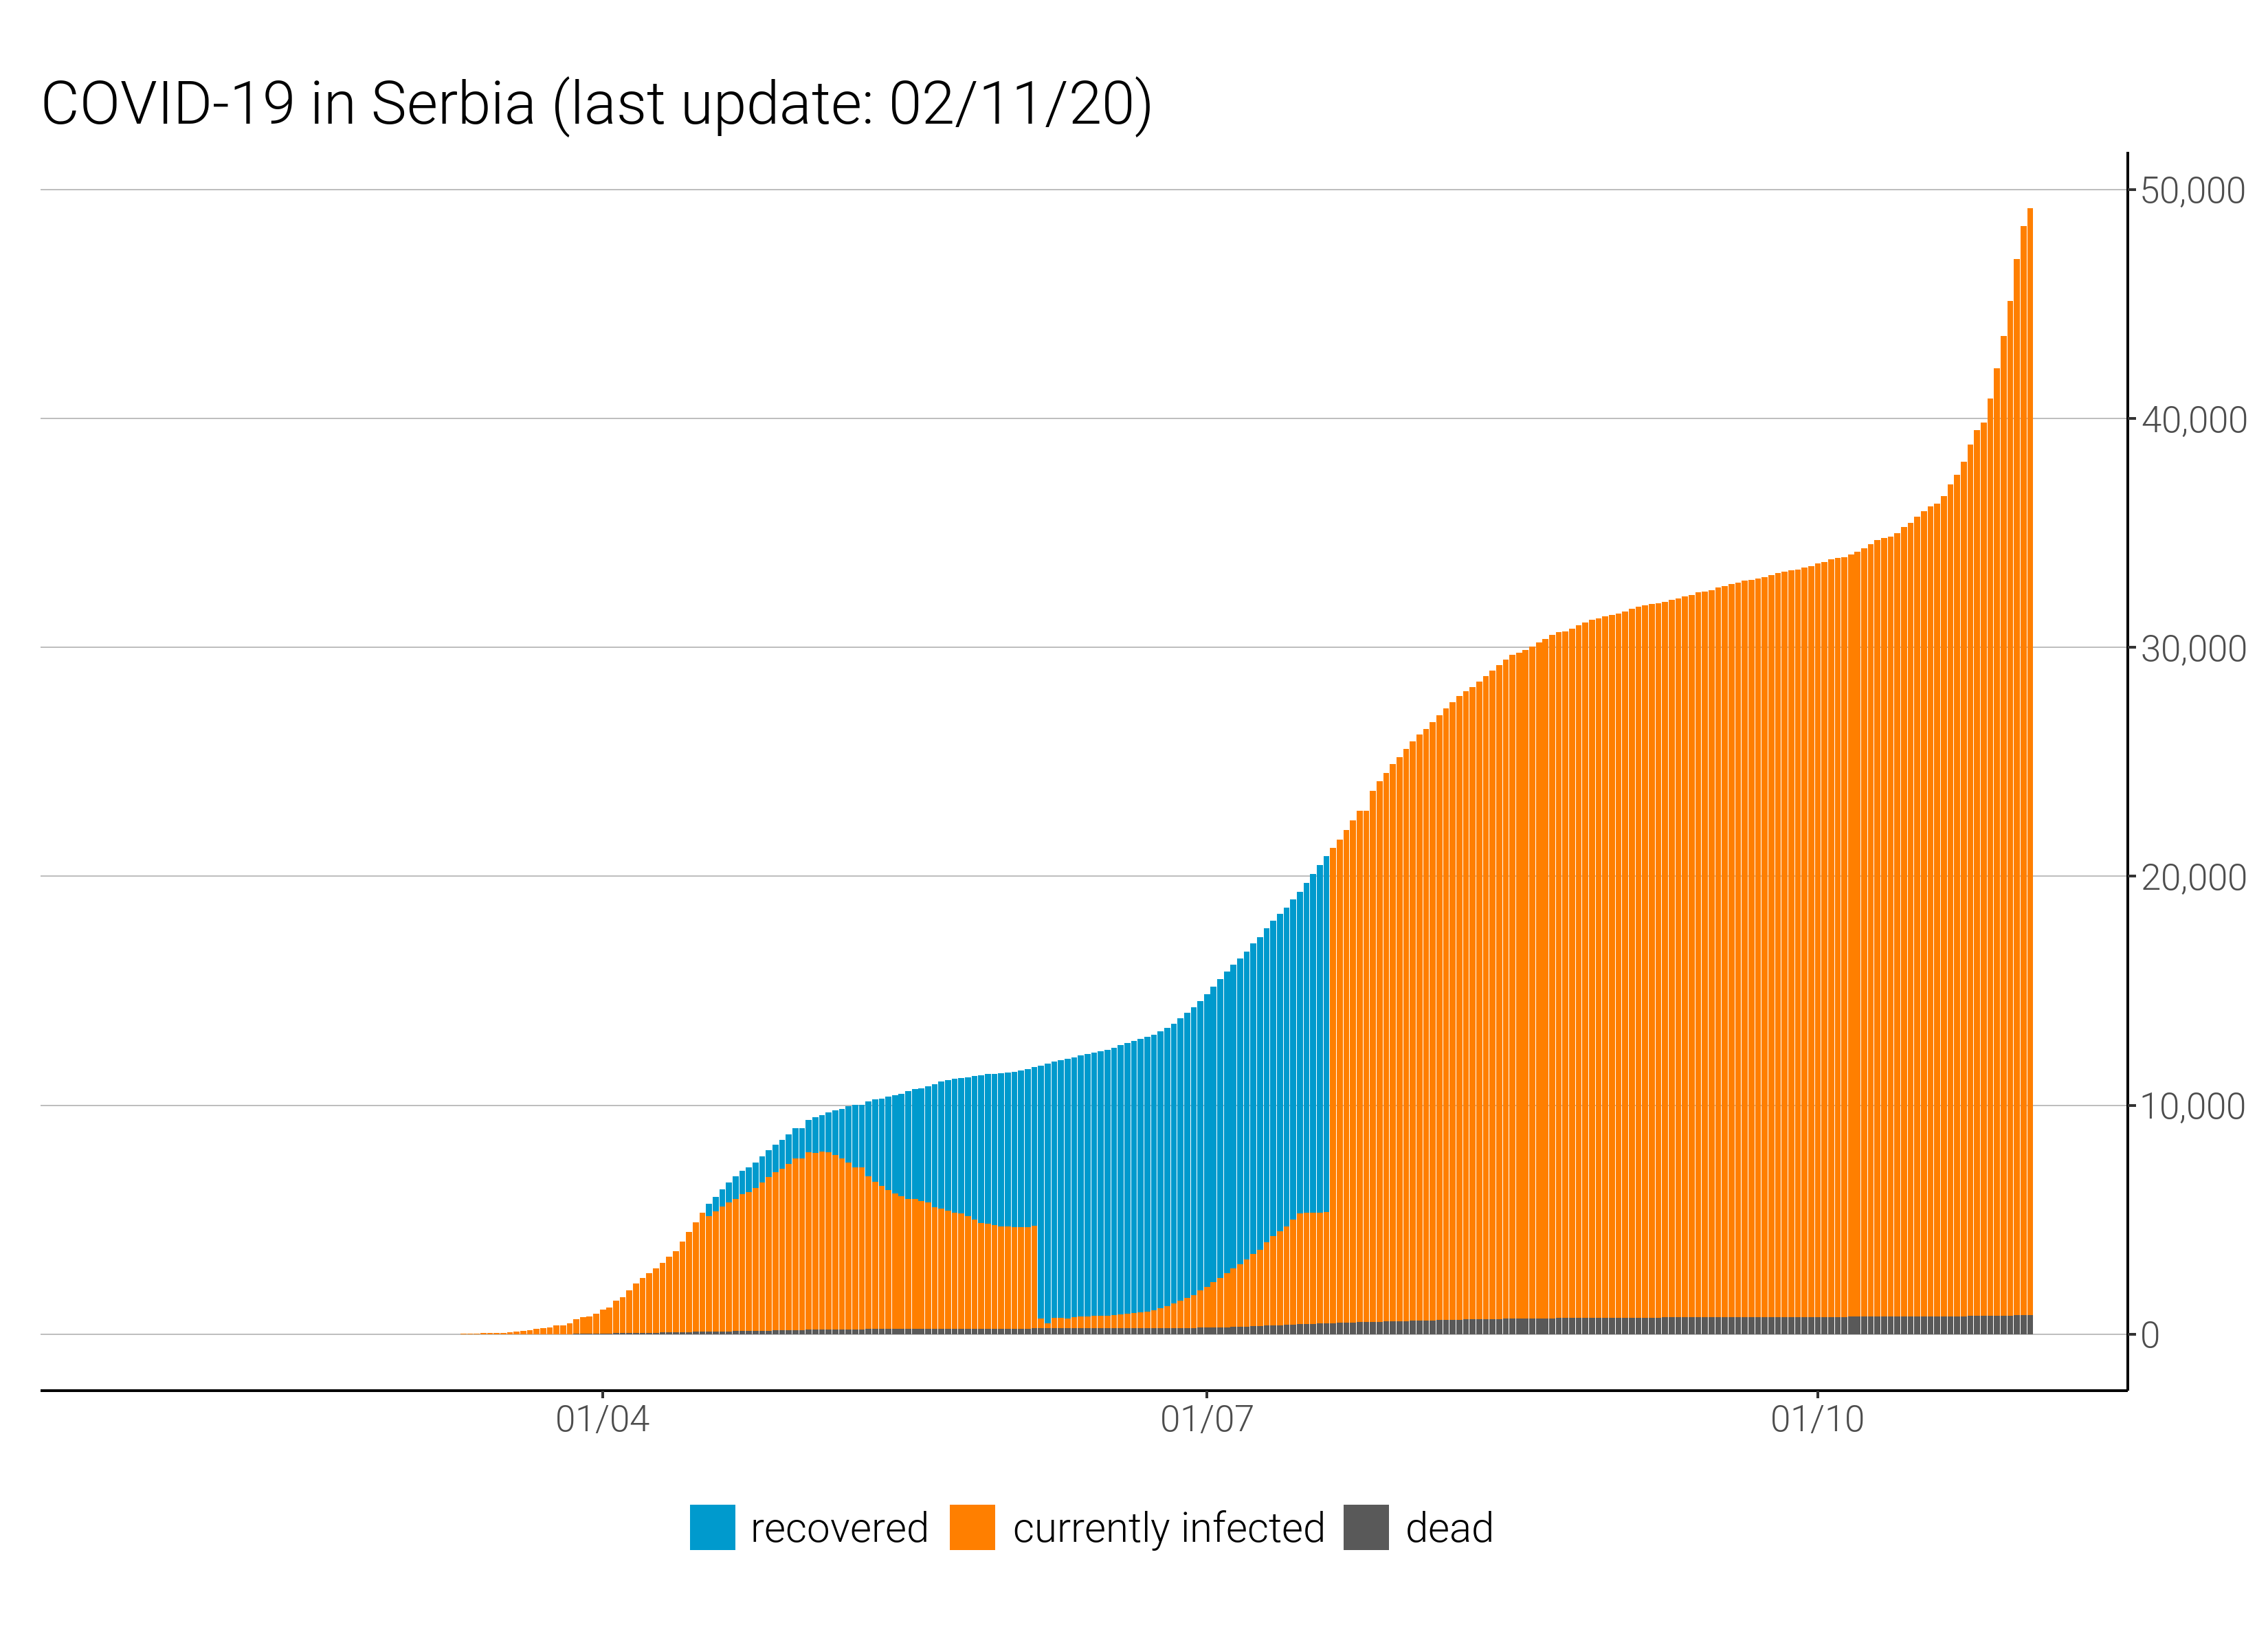 COVID-19 in Serbia (last update: 02/11/20)
50,000
40,000
30,000
20,000
10,000
0
01/04 01/07 01/10
recovered currently infected dead